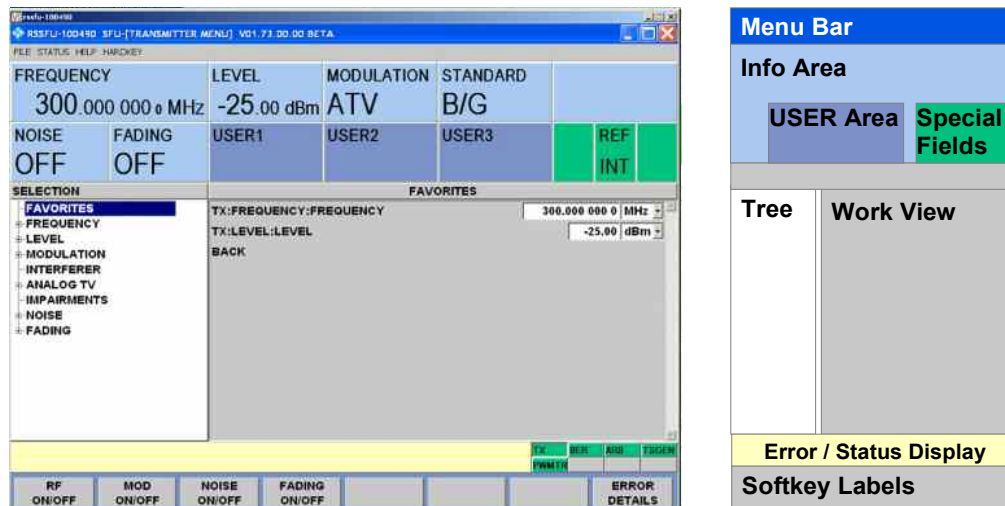 rssfu-100490
RSSFU-100490 SFU-[TRANSMITTER MENU] V01.73.00.00 BETA
FILE STATUS HELP HARDKEY
FREQUENCY LEVEL MODULATION STANDARD
300.000 000 0 MHz -25.00 dBm ATV B/G
NOISE FADING USER1 USER2 USER3 REF
OFF OFF INT
SELECTION FAVORITES
FAVORITES TX:FREQUENCY:FREQUENCY 300.000 000 0 MHz
FREQUENCY
LEVEL TX:LEVEL:LEVEL -25.00 dBm
MODULATION BACK
INTERFERER
ANALOG TV
IMPAIRMENTS
NOISE
FADING
TX BER ARB TSGEN
PWMTR
RF MOD NOISE FADING ERROR
ON/OFF ON/OFF ON/OFF ON/OFF DETAILS
Menu Bar
Info Area
USER Area Special
Fields
Tree Work View
Error / Status Display
Softkey Labels